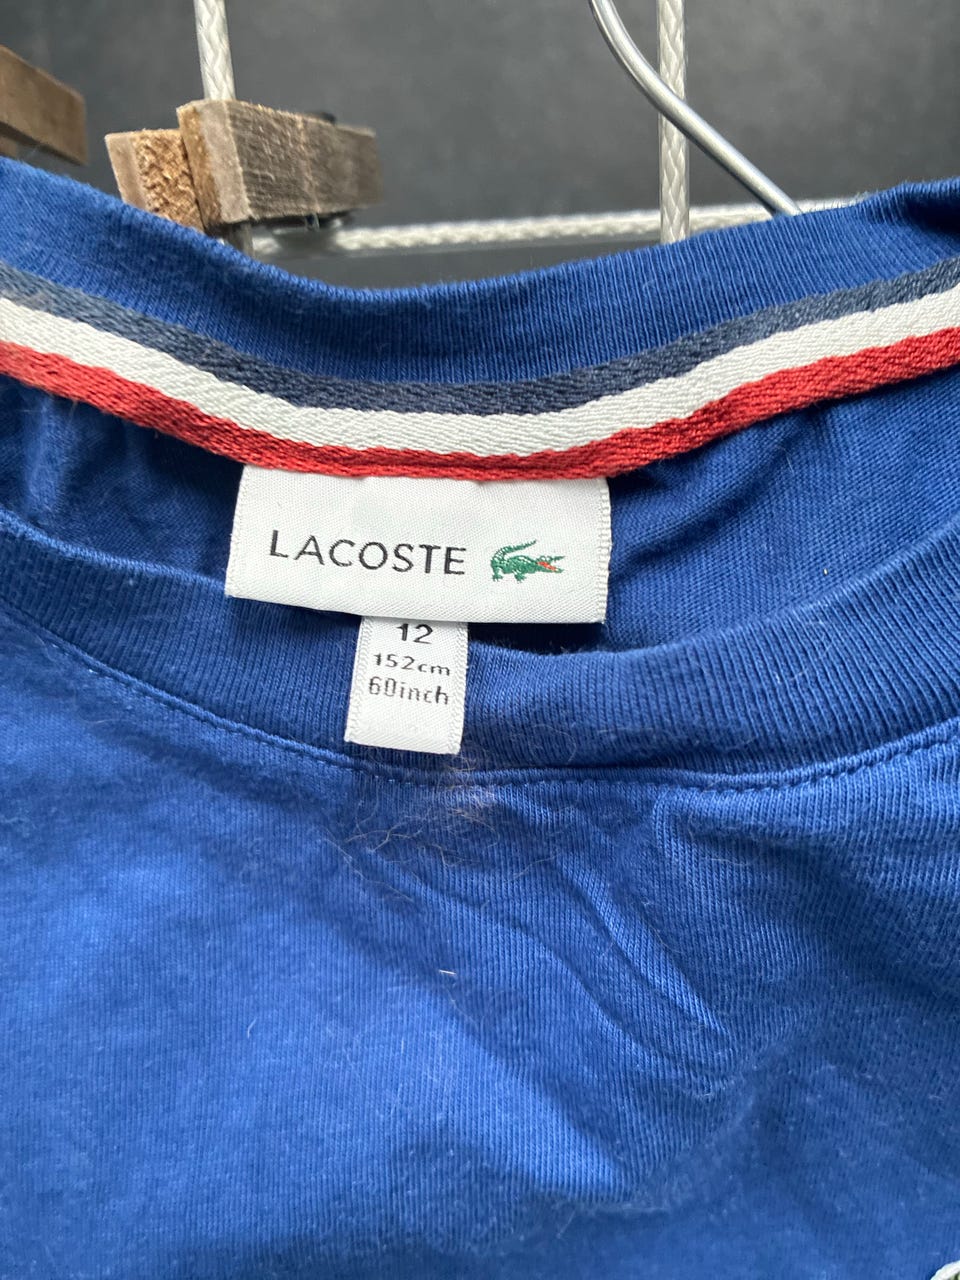 LACOSTE
12
152cm
60inch